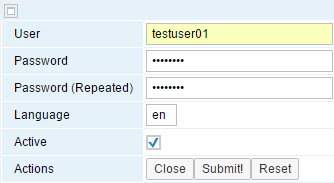 User testuser01
Password ••••••••
Password (Repeated) ••••••••
Language en
Active
Actions Close Submit! Reset